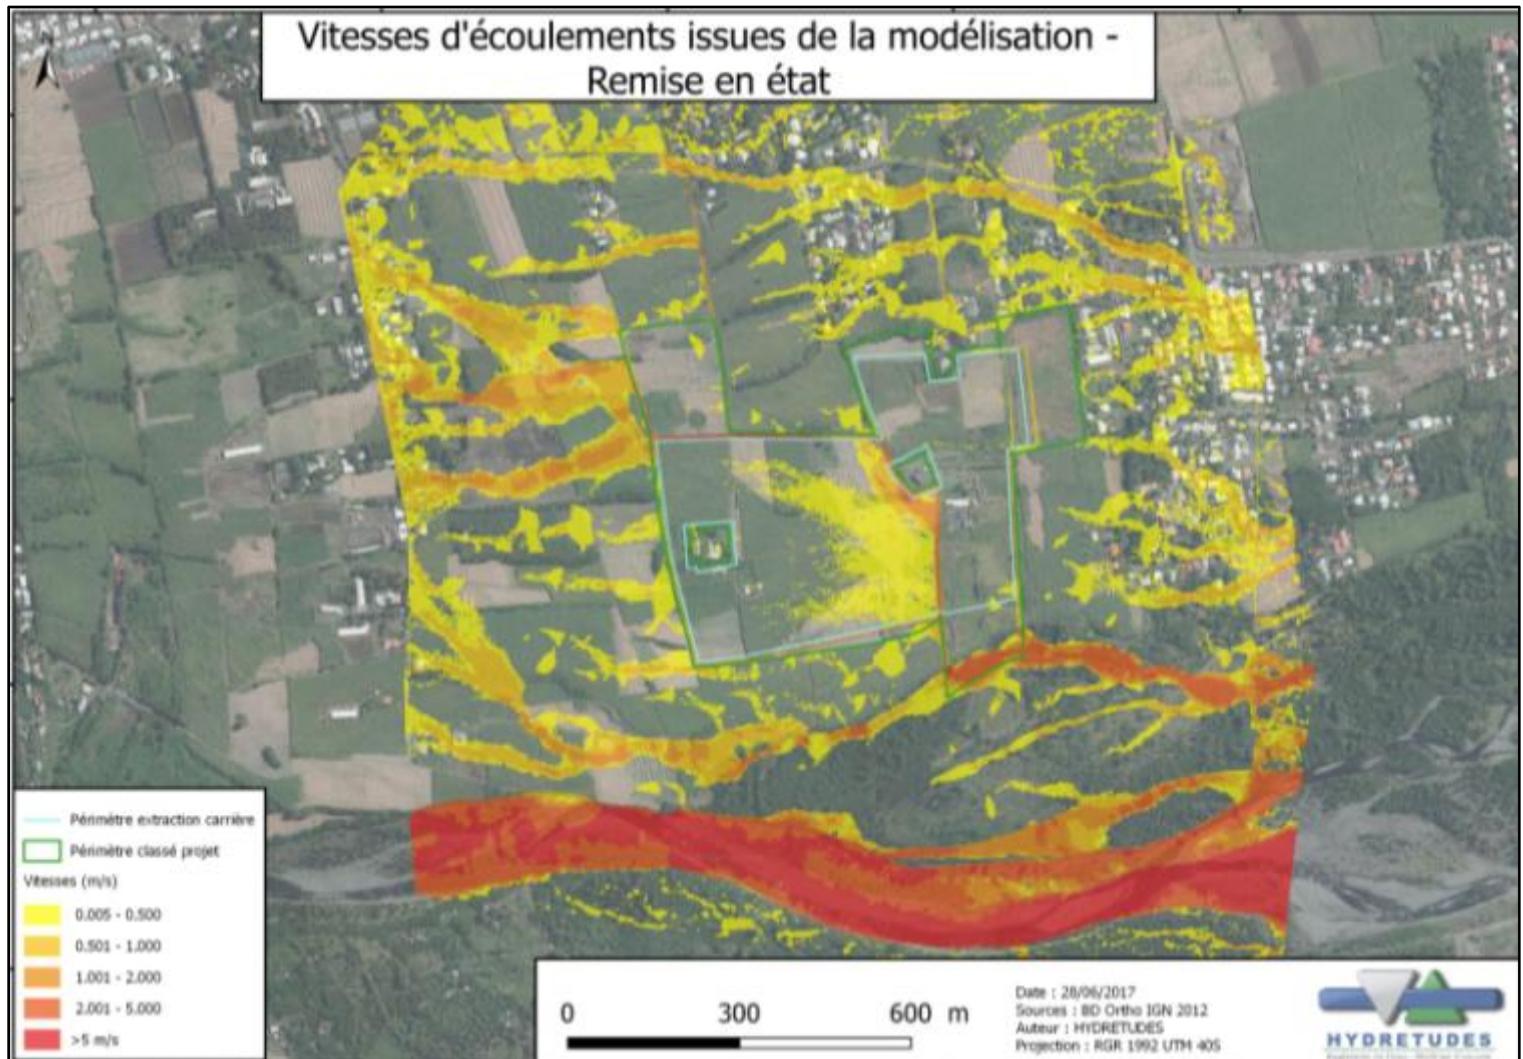 Vitesses d'écoulements issues de la modélisation -
Remise en état
N
Périmètre extraction carrière
Périmètre classé projet
Vitesses (m/s)
0.005 - 0.500
0.501 - 1.000
1.001 - 2.000
2.001 - 5.000
>5 m/s
0 300 600 m
Date : 28/06/2017
Sources : BD Ortho IGN 2012
Auteur : HYDRETUDES
Projection : RGR 1992 UTM 40S
HYDRETUDES